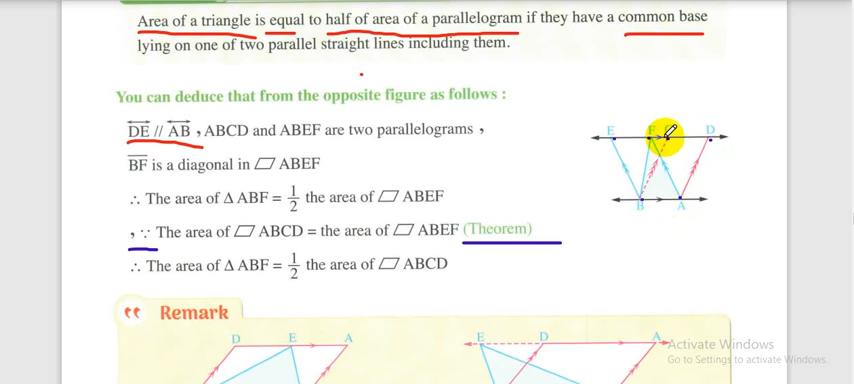 Area of a triangle is equal to half of area of a parallelogram if they have a common base
lying on one of two parallel straight lines including them.
You can deduce that from the opposite figure as follows :
DE // AB , ABCD and ABEF are two parallelograms ,
BF is a diagonal in ▱ ABEF
∴ The area of Δ ABF = 1/2 the area of ▱ ABEF
, ∵ The area of ▱ ABCD = the area of ▱ ABEF (Theorem)
∴ The area of Δ ABF = 1/2 the area of ▱ ABCD
E F D
B A
Remark
D E A
E D A
Activate Windows
Go to Settings to activate Windows.